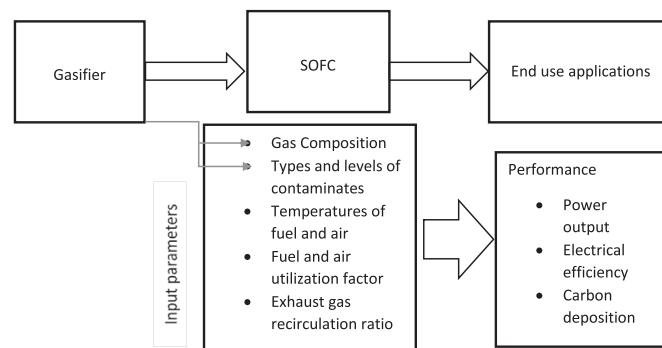 Gasifier
SOFC
End use applications
Input parameters
• Gas Composition
• Types and levels of
contaminates
• Temperatures of
fuel and air
• Fuel and air
utilization factor
• Exhaust gas
recirculation ratio
Performance
• Power
output
• Electrical
efficiency
• Carbon
deposition